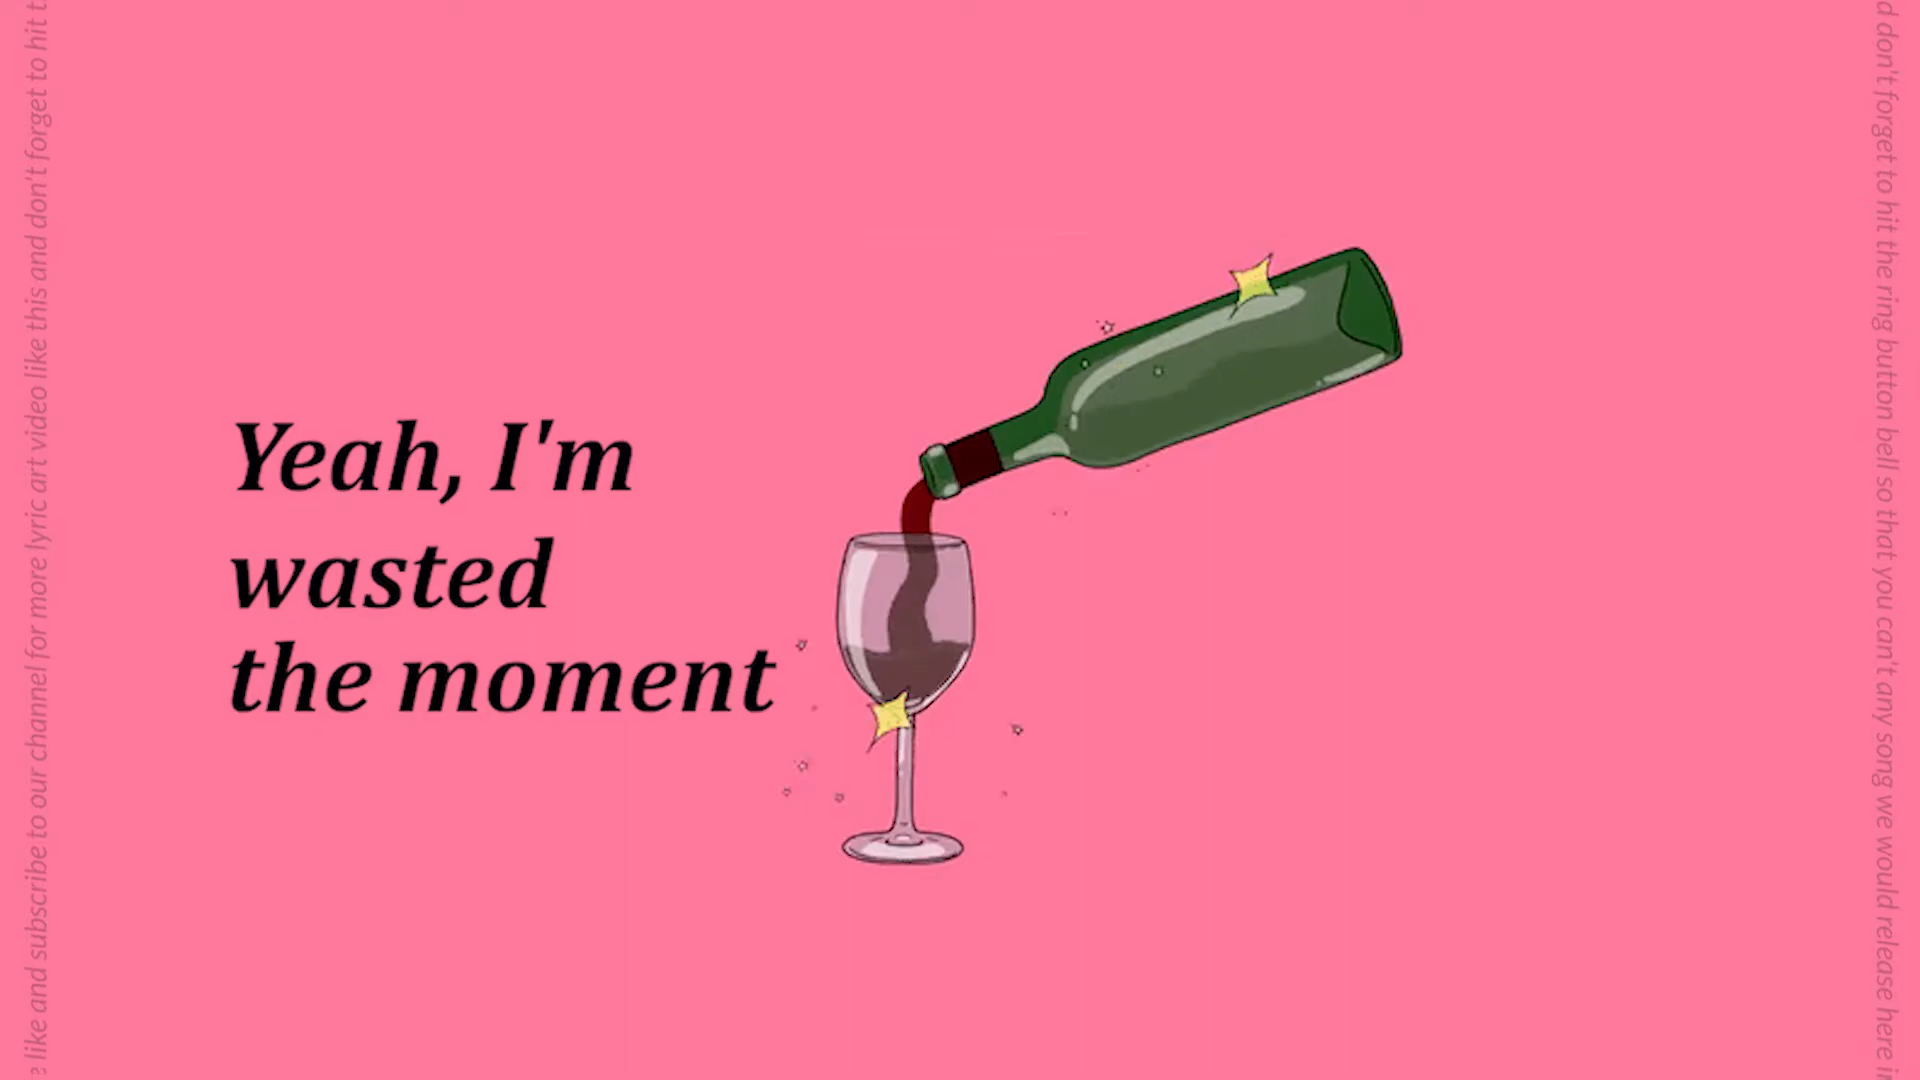 Yeah, I'm
wasted
the moment
like and subscribe to our channel for more lyric art video like this and don't forget to hit
don't forget to hit the ring button bell so that you can't any song we would release here